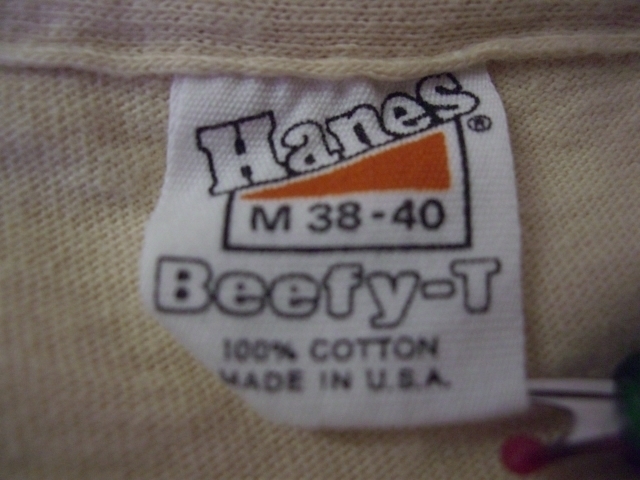 Hanes®
M 38-40
Beefy-T
100% COTTON
MADE IN U.S.A.